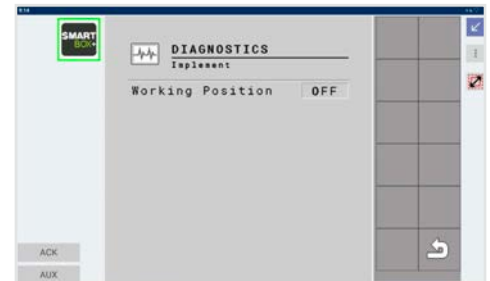 SMART
BOX+
DIAGNOSTICS
Implement
Working Position OFF
ACK
AUX